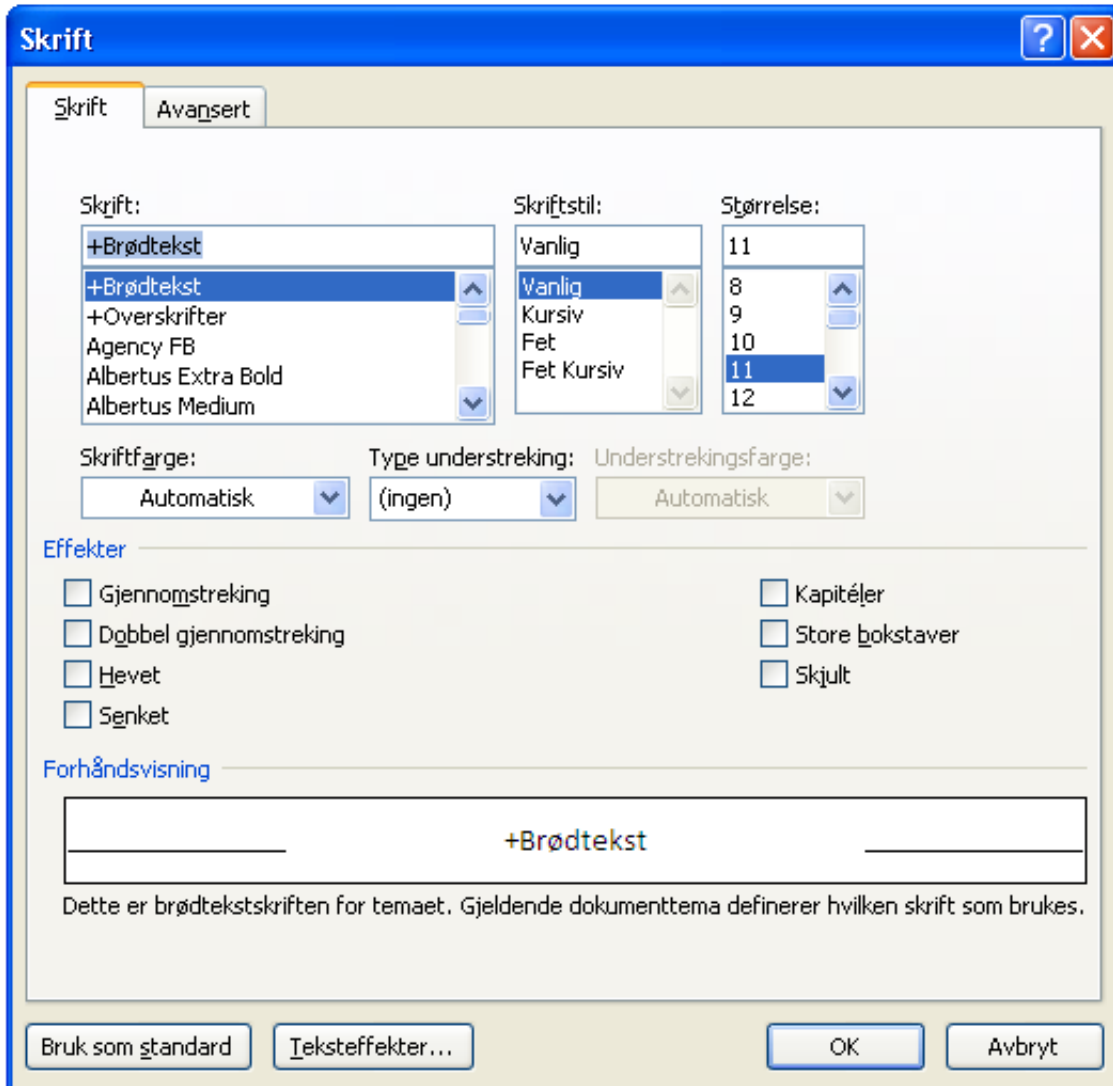 Skrift
Skrift Avansert
Skrift: Skriftstil: Størrelse:
+Brødtekst Vanlig 11
+Brødtekst Vanlig 8
+Overskrifter Kursiv 9
Agency FB Fet 10
Albertus Extra Bold Fet Kursiv 11
Albertus Medium 12
Skriftfarge: Type understreking: Understrekingsfarge:
Automatisk (ingen) Automatisk
Effekter
Gjennomstreking Kapitéler
Dobbel gjennomstreking Store bokstaver
Hevet Skjult
Senket
Forhåndsvisning
+Brødtekst
Dette er brødtekstskriften for temaet. Gjeldende dokumenttema definerer hvilken skrift som brukes.
Bruk som standard Teksteffekter... OK Avbryt